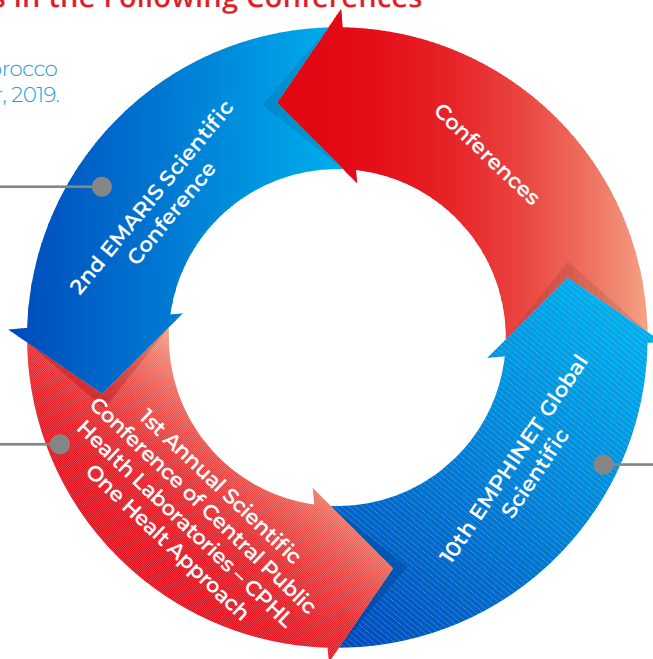 s in the Following Conferences
orocco
r, 2019.
Conferences
2nd EMARIS Scientific
Conference
10th EMPHINET Global
Scientific
1st Annual Scientific
Conference of Central Public
Health Laboratories – CPHL
One Healt Approach